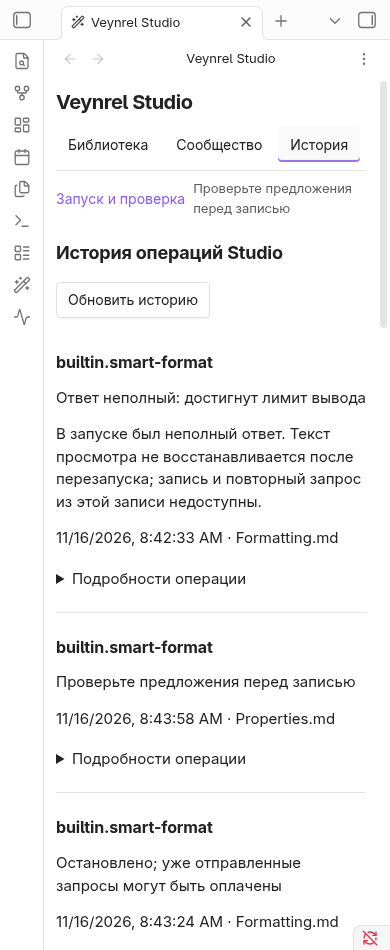 Veynrel Studio
Veynrel Studio
Veynrel Studio
Библиотека
Сообщество
История
Запуск и проверка
Проверьте предложения
перед записью
История операций Studio
Обновить историю
builtin.smart-format
Ответ неполный: достигнут лимит вывода
В запуске был неполный ответ. Текст
просмотра не восстанавливается после
перезапуска; запись и повторный запрос
из этой записи недоступны.
11/16/2026, 8:42:33 AM · Formatting.md
Подробности операции
builtin.smart-format
Проверьте предложения перед записью
11/16/2026, 8:43:58 AM · Properties.md
Подробности операции
builtin.smart-format
Остановлено; уже отправленные
запросы могут быть оплачены
11/16/2026, 8:43:24 AM · Formatting.md